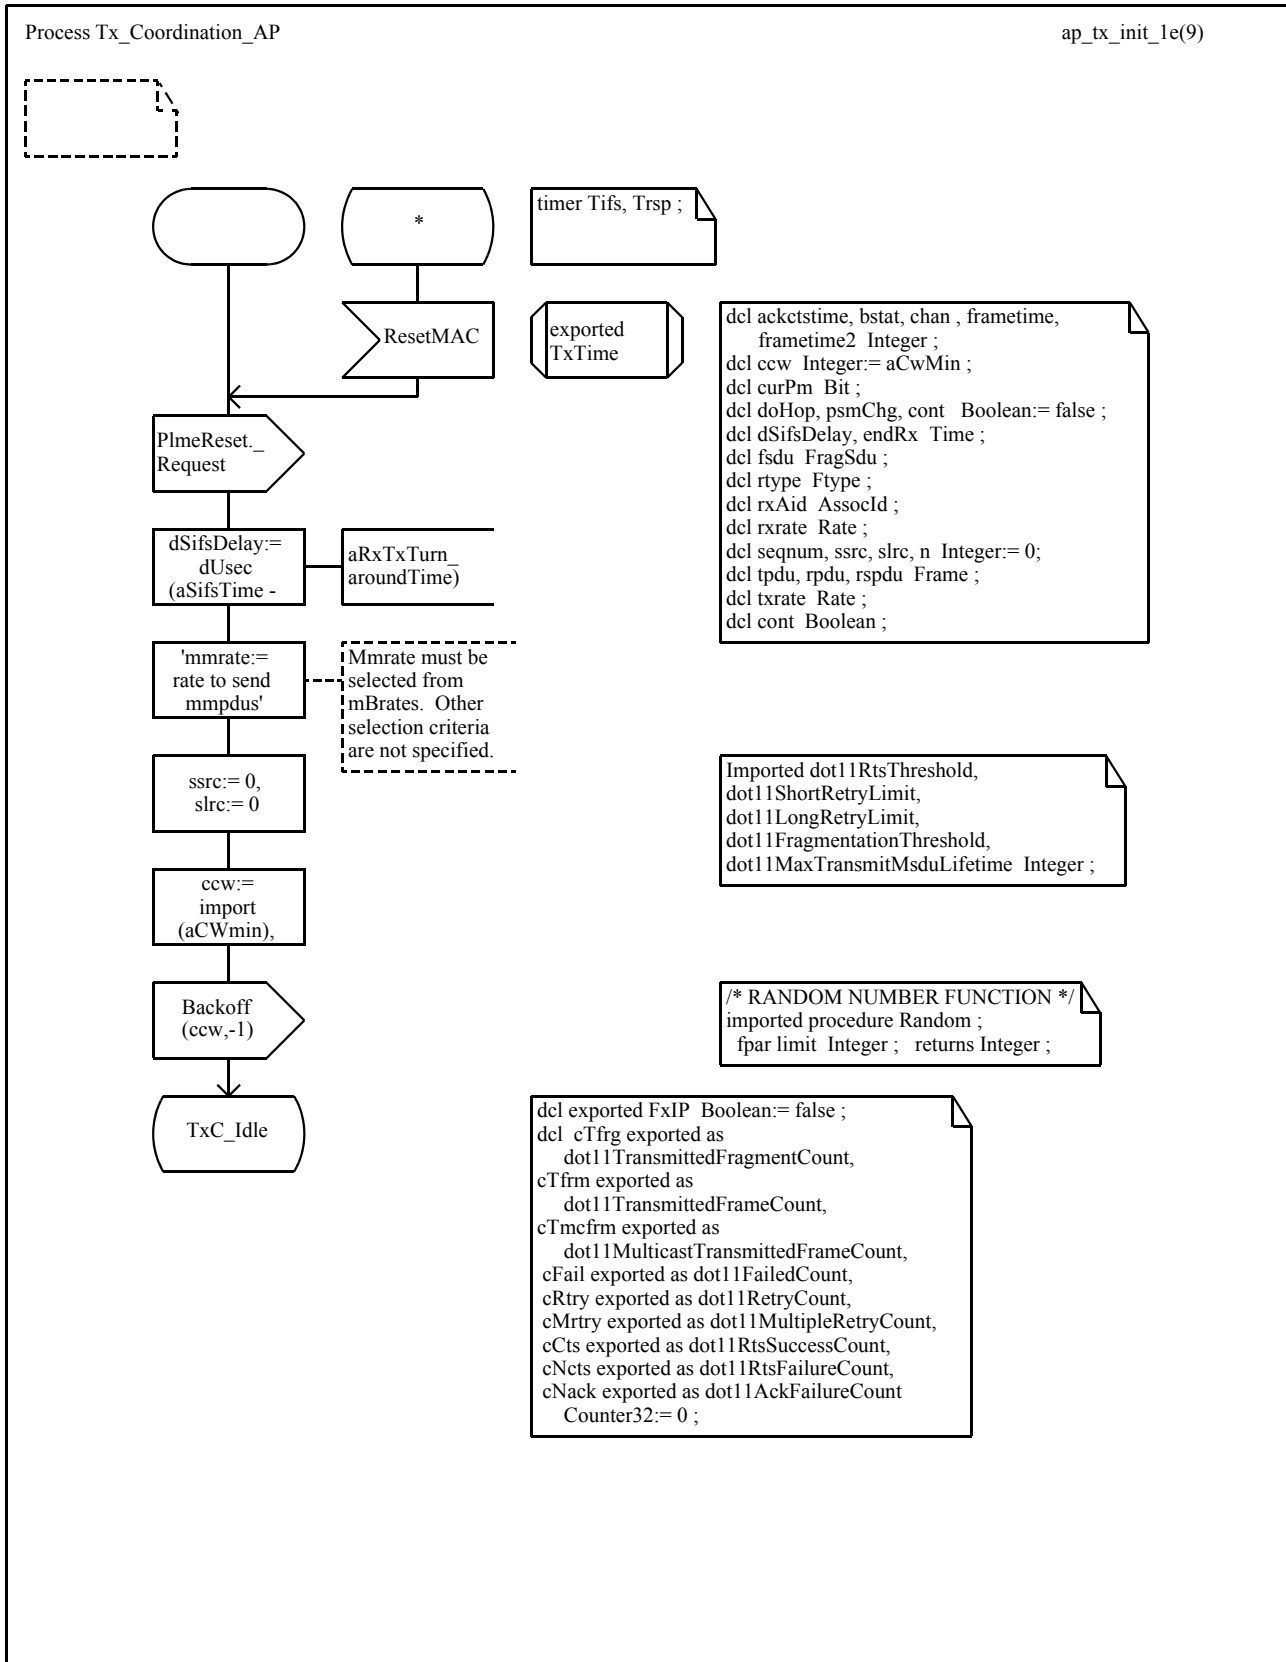 Process Tx_Coordination_AP
ap_tx_init_1e(9)
*
timer Tifs, Trsp ;
ResetMAC
exported
TxTime
dcl ackctstime, bstat, chan , frametime,
frametime2 Integer ;
dcl ccw Integer:= aCwMin ;
dcl curPm Bit ;
dcl doHop, psmChg, cont Boolean:= false ;
dcl dSifsDelay, endRx Time ;
dcl fsdu FragSdu ;
dcl rtype Ftype ;
dcl rxAid AssocId ;
dcl rxrate Rate ;
dcl seqnum, ssrc, slrc, n Integer:= 0;
dcl tpdu, rpdu, rspdu Frame ;
dcl txrate Rate ;
dcl cont Boolean ;
PlmeReset._
Request
dSifsDelay:=
dUsec
(aSifsTime -
aRxTxTurn_
aroundTime)
'mmrate:=
rate to send
mmpdus'
Mmrate must be
selected from
mBrates. Other
selection criteria
are not specified.
ssrc:= 0,
slrc:= 0
Imported dot11RtsThreshold,
dot11ShortRetryLimit,
dot11LongRetryLimit,
dot11FragmentationThreshold,
dot11MaxTransmitMsduLifetime Integer ;
ccw:=
import
(aCWmin),
Backoff
(ccw,-1)
/* RANDOM NUMBER FUNCTION */
imported procedure Random ;
fpar limit Integer ; returns Integer ;
TxC_Idle
dcl exported FxIP Boolean:= false ;
dcl cTfrg exported as
dot11TransmittedFragmentCount,
cTfrm exported as
dot11TransmittedFrameCount,
cTmcfrm exported as
dot11MulticastTransmittedFrameCount,
cFail exported as dot11FailedCount,
cRtry exported as dot11RetryCount,
cMrtry exported as dot11MultipleRetryCount,
cCts exported as dot11RtsSuccessCount,
cNcts exported as dot11RtsFailureCount,
cNack exported as dot11AckFailureCount
Counter32:= 0 ;